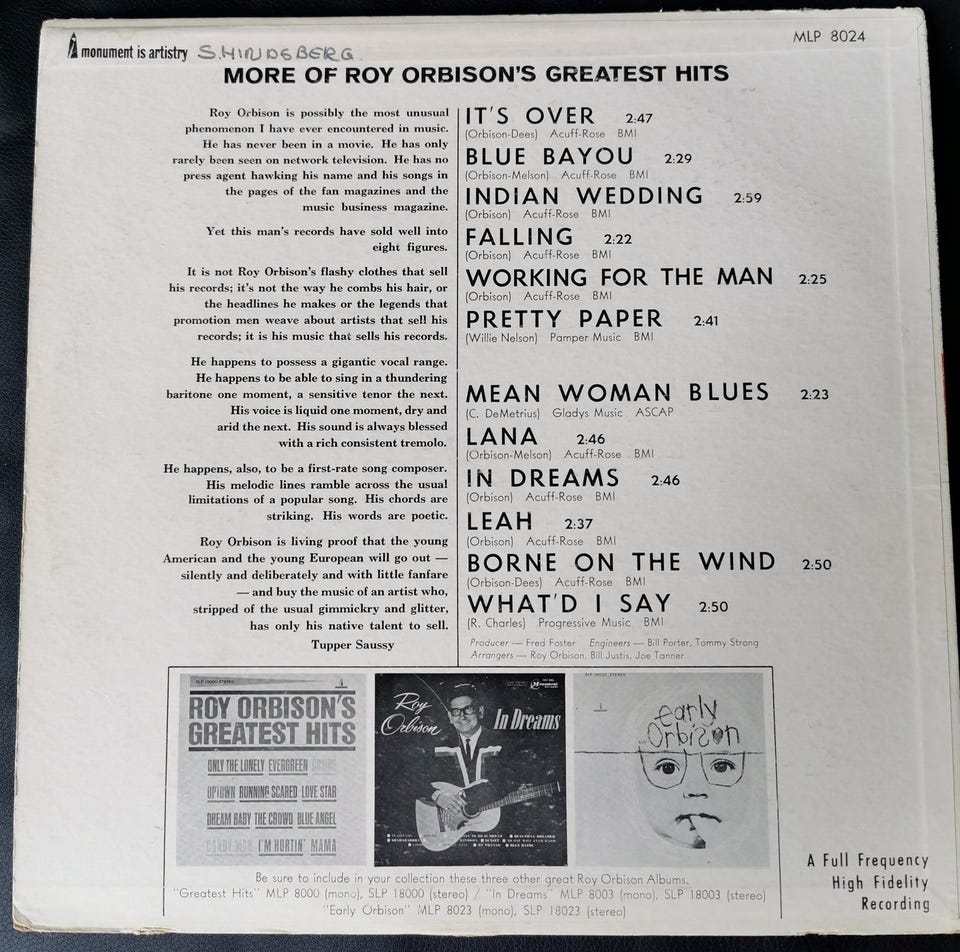 monument is artistry S. HINDSBERG
MLP 8024
MORE OF ROY ORBISON'S GREATEST HITS
Roy Orbison is possibly the most unusual
phenomenon I have ever encountered in music.
He has never been in a movie. He has only
rarely been seen on network television. He has no
press agent hawking his name and his songs in
the pages of the fan magazines and the
music business magazine.
Yet this man's records have sold well into
eight figures.
It is not Roy Orbison's flashy clothes that sell
his records; it's not the way he combs his hair, or
the headlines he makes or the legends that
promotion men weave about artists that sell his
records; it is his music that sells his records.
He happens to possess a gigantic vocal range.
He happens to be able to sing in a thundering
baritone one moment, a sensitive tenor the next.
His voice is liquid one moment, dry and
arid the next. His sound is always blessed
with a rich consistent tremolo.
He happens, also, to be a first-rate song composer.
His melodic lines ramble across the usual
limitations of a popular song. His chords are
striking. His words are poetic.
Roy Orbison is living proof that the young
American and the young European will go out —
silently and deliberately and with little fanfare
— and buy the music of an artist who,
stripped of the usual gimmickry and glitter,
has only his native talent to sell.
Tupper Saussy
IT'S OVER 2:47
(Orbison-Dees) Acuff-Rose BMI
BLUE BAYOU 2:29
(Orbison-Melson) Acuff-Rose BMI
INDIAN WEDDING 2:59
(Orbison) Acuff-Rose BMI
FALLING 2:22
(Orbison) Acuff-Rose BMI
WORKING FOR THE MAN 2:25
(Orbison) Acuff-Rose BMI
PRETTY PAPER 2:41
(Willie Nelson) Pamper Music BMI
MEAN WOMAN BLUES 2:23
(C. DeMetrius) Gladys Music ASCAP
LANA 2:46
(Orbison-Melson) Acuff-Rose BMI
IN DREAMS 2:46
(Orbison) Acuff-Rose BMI
LEAH 2:37
(Orbison) Acuff-Rose BMI
BORNE ON THE WIND 2:50
(Orbison-Dees) Acuff-Rose BMI
WHAT'D I SAY 2:50
(R. Charles) Progressive Music BMI
Producer — Fred Foster Engineers — Bill Porter, Tommy Strong
Arrangers — Roy Orbison, Bill Justis, Joe Tanner
SLP 18000 STEREO
ROY ORBISON'S
GREATEST HITS
ONLY THE LONELY EVERGREEN CRYING
UPTOWN RUNNING SCARED LOVE STAR
DREAM BABY THE CROWD BLUE ANGEL
CANDY MAN I'M HURTIN' MAMA
Roy
Orbison
In Dreams
SLP 18023 STEREO
early
Orbison
Be sure to include in your collection these three other great Roy Orbison Albums.
"Greatest Hits" MLP 8000 (mono), SLP 18000 (stereo) / "In Dreams" MLP 8003 (mono), SLP 18003 (stereo)
"Early Orbison" MLP 8023 (mono), SLP 18023 (stereo)
A Full Frequency
High Fidelity
Recording